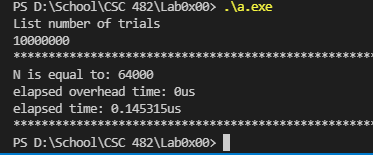 PS D:\School\CSC 482\Lab0x00> .\a.exe
List number of trials
10000000
***************************************************
N is equal to: 64000
elapsed overhead time: 0us
elapsed time: 0.145315us
***************************************************
PS D:\School\CSC 482\Lab0x00>